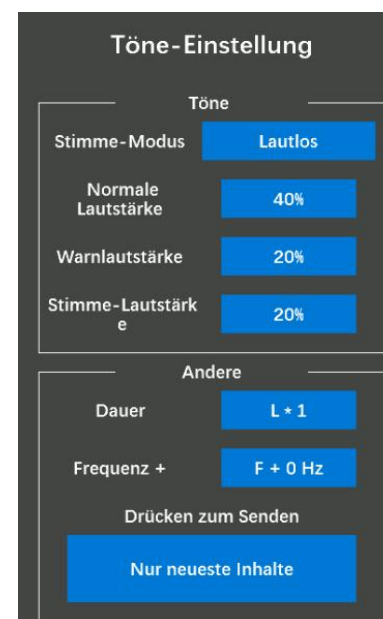 Töne-Einstellung
Töne
Stimme-Modus Lautlos
Normale
Lautstärke
40%
Warnlautstärke 20%
Stimme-Lautstärk
e
20%
Andere
Dauer L * 1
Frequenz + F + 0 Hz
Drücken zum Senden
Nur neueste Inhalte